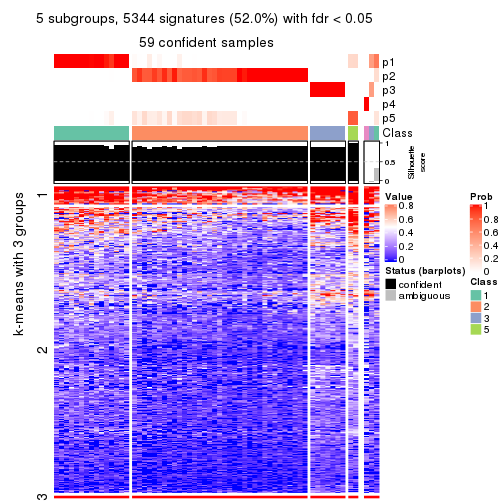 5 subgroups, 5344 signatures (52.0%) with fdr < 0.05
59 confident samples
p1
p2
p3
p4
p5
Class
1
0.5
0
Silhouette
score
k-means with 3 groups
1
2
3
Value
0.8
0.6
0.4
0.2
0
Prob
1
0.8
0.6
0.4
0.2
0
Status (barplots)
confident
ambiguous
Class
1
2
3
5